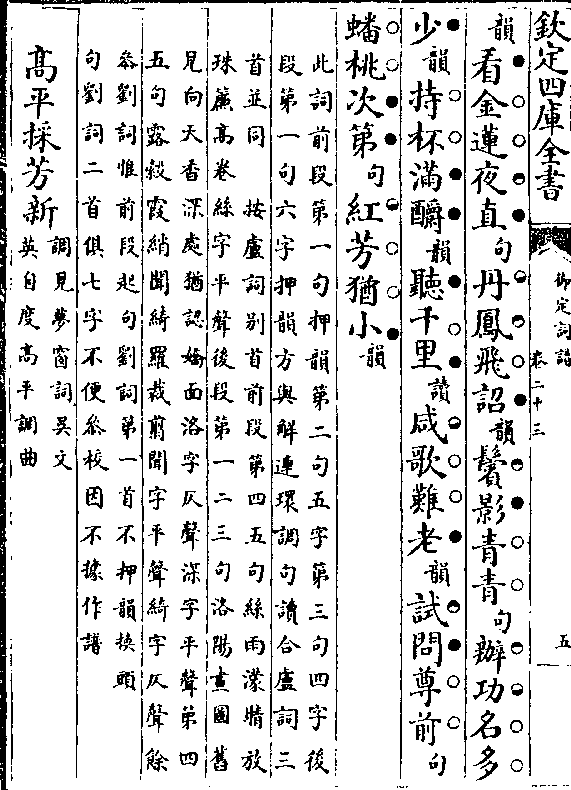 欽定四庫全書
御定詞譜
卷二十三
五
韻看金蓮夜直句丹鳳飛詔韻鬢影青青句辦功名多
少韻持杯滿釂韻聽千里讀咸歌難老韻試問尊前句
蟠桃次第句紅芳猶小韻
此詞前段第一句押韻第二句五字第三句四字後
段第一句六字押韻方與解連環調句讀合盧詞三
首並同　按盧詞別首前段第四五句絲雨濛晴放
珠簾高卷絲字平聲後段第一二三句洛陽畫圖舊
見向天香深處猶認嬌面洛字仄聲深字平聲第四
五句露縠霞綃聞綺羅裁翦聞字平聲綺字仄聲餘
叅劉詞惟前段起句劉詞第一首不押韻換頭
句劉詞二首俱七字不便叅校因不據作譜
高平採芳新
調見夢窗詞吳文
英自度高平調曲